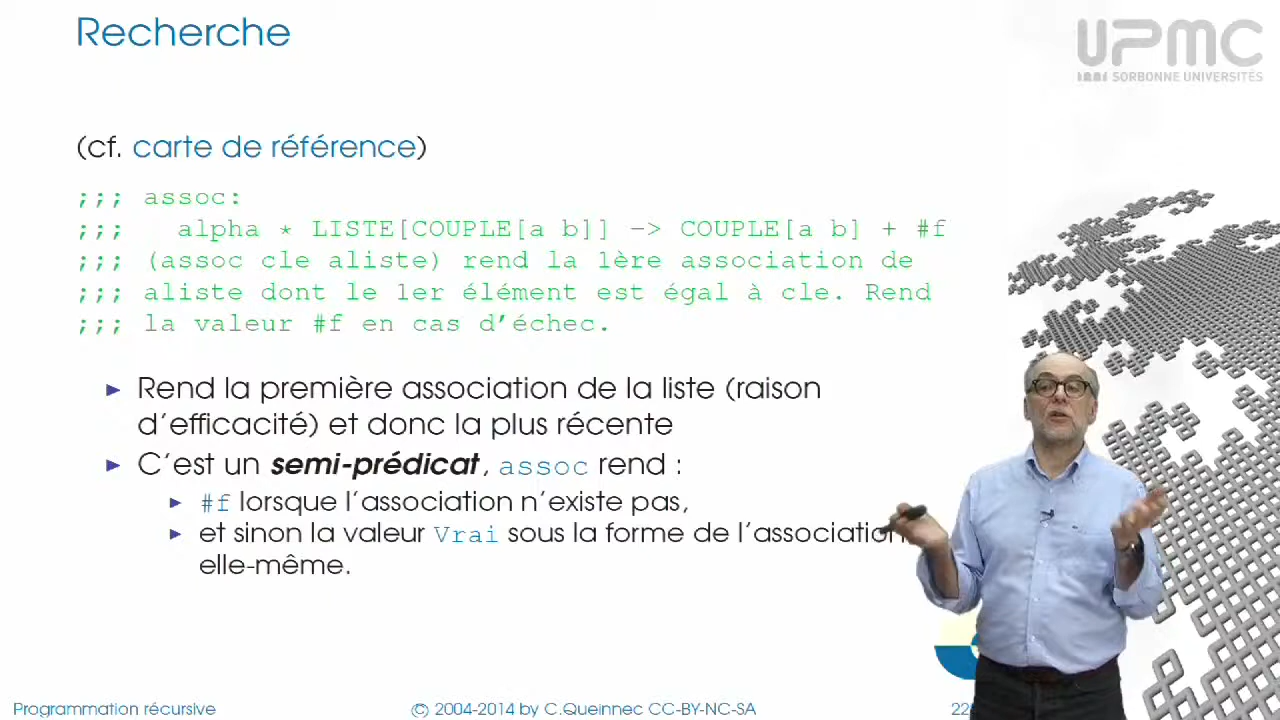 Recherche
UPMC
SORBONNE UNIVERSITÉS
(cf. carte de référence)
;;; assoc:
;;;   alpha * LISTE[COUPLE[a b]] -> COUPLE[a b] + #f
;;; (assoc cle aliste) rend la 1ère association de
;;; aliste dont le 1er élément est égal à cle. Rend
;;; la valeur #f en cas d'échec.
► Rend la première association de la liste (raison
d'efficacité) et donc la plus récente
► C'est un semi-prédicat, assoc rend :
► #f lorsque l'association n'existe pas,
► et sinon la valeur Vrai sous la forme de l'association
elle-même.
Programmation récursive
© 2004-2014 by C.Queinnec CC-BY-NC-SA